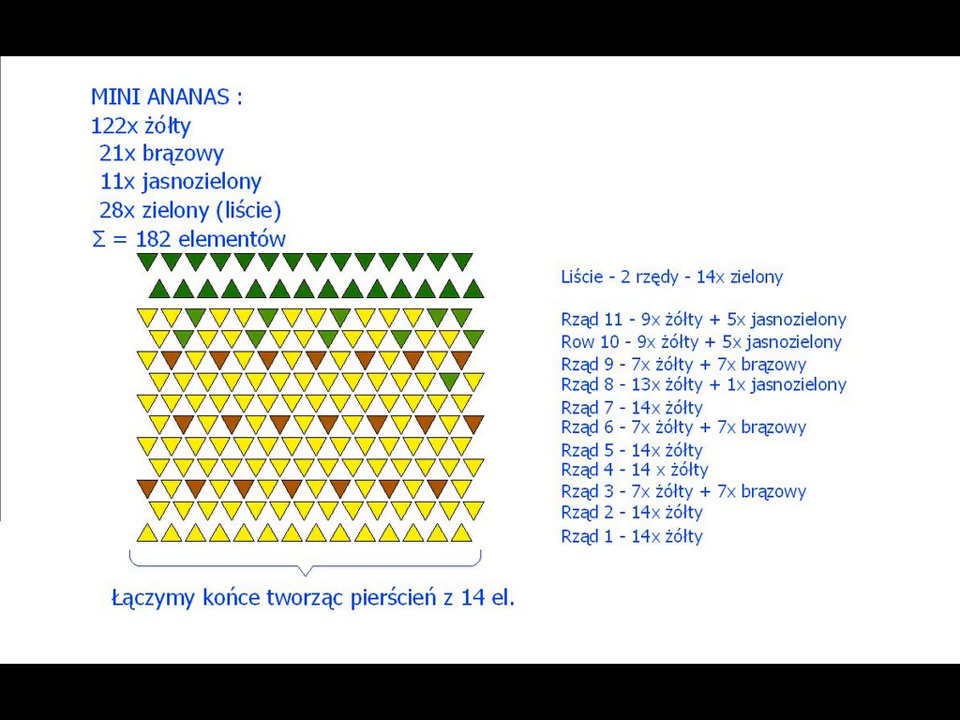 MINI ANANAS :
122x żółty
21x brązowy
11x jasnozielony
28x zielony (liście)
Σ = 182 elementów
Liście - 2 rzędy - 14x zielony
Rząd 11 - 9x żółty + 5x jasnozielony
Row 10 - 9x żółty + 5x jasnozielony
Rząd 9 - 7x żółty + 7x brązowy
Rząd 8 - 13x żółty + 1x jasnozielony
Rząd 7 - 14x żółty
Rząd 6 - 7x żółty + 7x brązowy
Rząd 5 - 14x żółty
Rząd 4 - 14 x żółty
Rząd 3 - 7x żółty + 7x brązowy
Rząd 2 - 14x żółty
Rząd 1 - 14x żółty
Łączymy końce tworząc pierścień z 14 el.